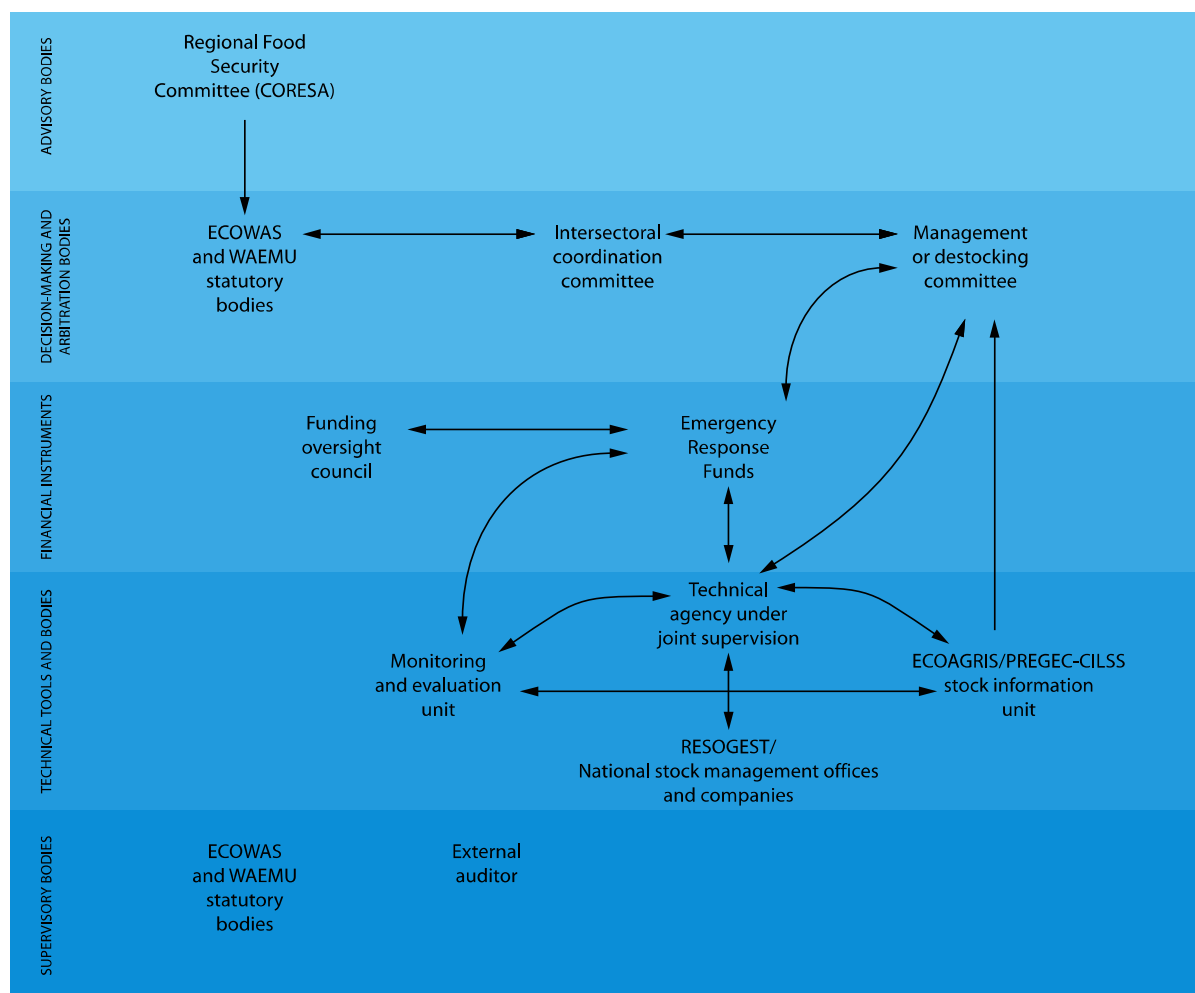 ADVISORY BODIES
Regional Food
Security
Committee (CORESA)
DECISION-MAKING AND
ARBITRATION BODIES
ECOWAS
and WAEMU
statutory
bodies
Intersectoral
coordination
committee
Management
or destocking
committee
FINANCIAL INSTRUMENTS
Funding
oversight
council
Emergency
Response
Funds
TECHNICAL TOOLS AND BODIES
Technical
agency under
joint supervision
Monitoring
and evaluation
unit
ECOAGRIS/PREGEC-CILSS
stock information
unit
RESOGEST/
National stock management offices
and companies
SUPERVISORY BODIES
ECOWAS
and WAEMU
statutory
bodies
External
auditor